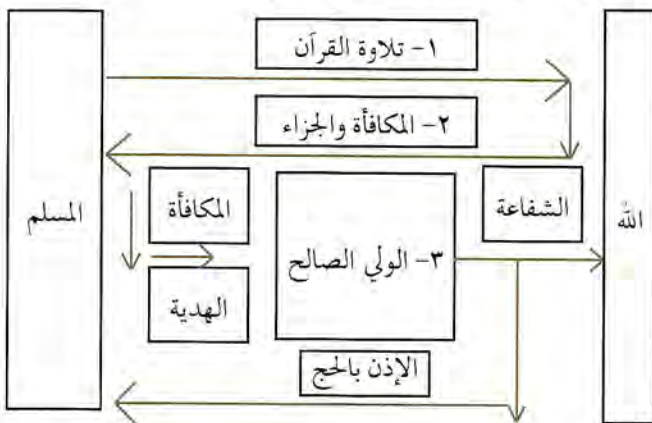 ١- تلاوة القرآن
٢- المكافأة والجزاء
المسلم
المكافأة
الهدية
٣- الولي الصالح
الشفاعة
الله
الإذن بالحج